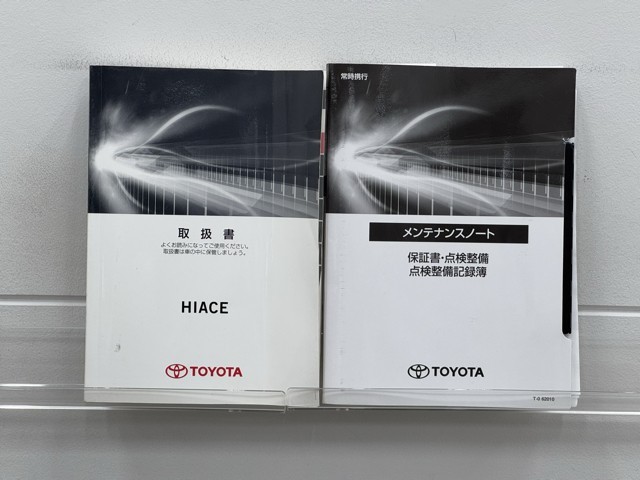 取扱書
よくお読みになってご使用ください。
取扱書は車の中に保管しましょう。
HIACE
TOYOTA
常時携行
メンテナンスノート
保証書・点検整備
点検整備記録簿
TOYOTA